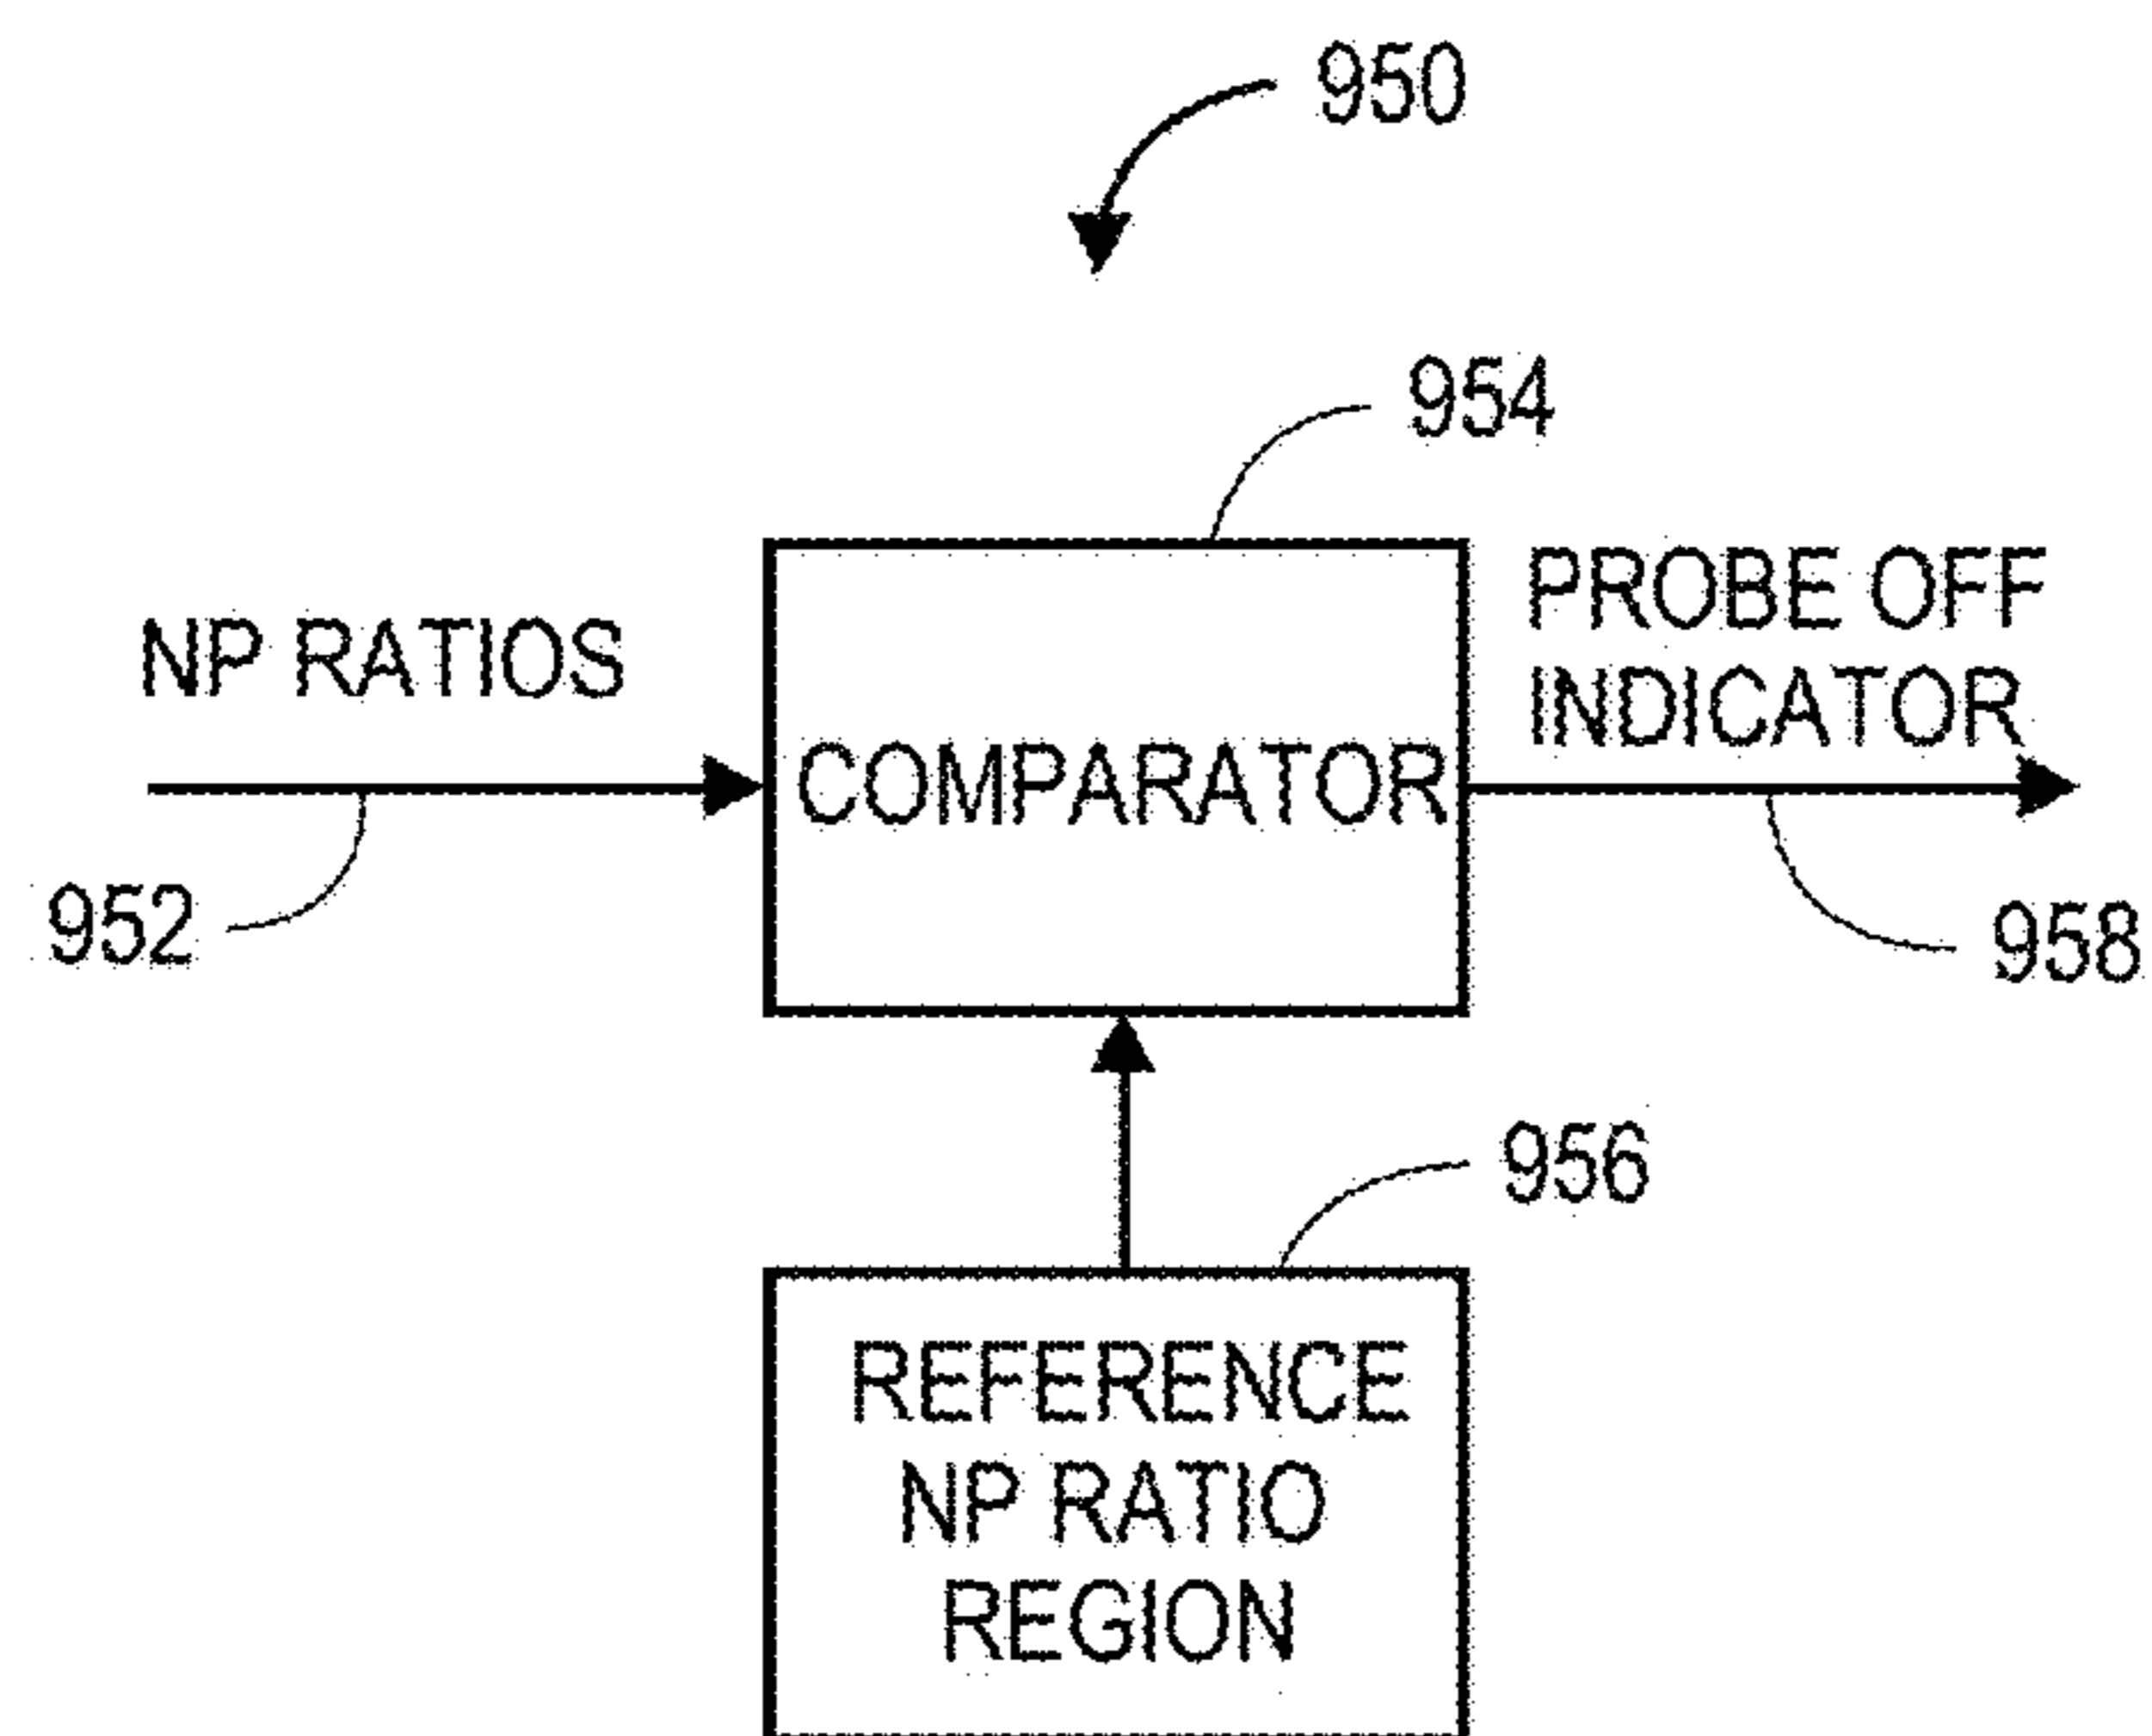 950
954
PROBE OFF
INDICATOR
NP RATIOS
COMPARATOR
952
958
956
REFERENCE
NP RATIO
REGION